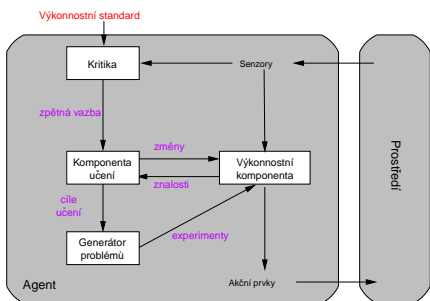 Výkonnostní standard
Kritika
Senzory
zpětná vazba
Prostředí
Komponenta
učení
změny
znalosti
Výkonnostní
komponenta
cíle
učení
experimenty
Generátor
problémù
Agent
Akční prvky